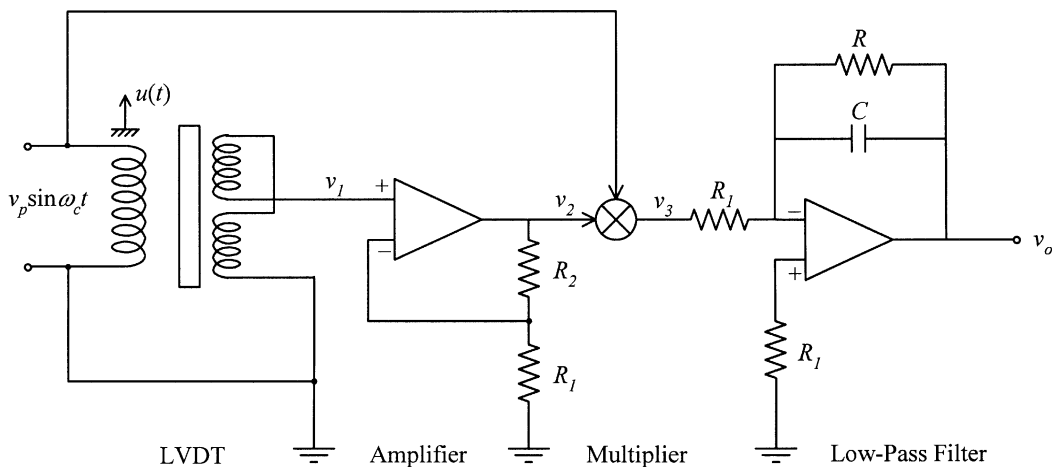 R
C
u(t)
v_p sin ω_c t
v_1
+
−
v_2
v_3
R_1
−
+
v_o
R_2
R_1
R_1
LVDT
Amplifier
Multiplier
Low-Pass Filter